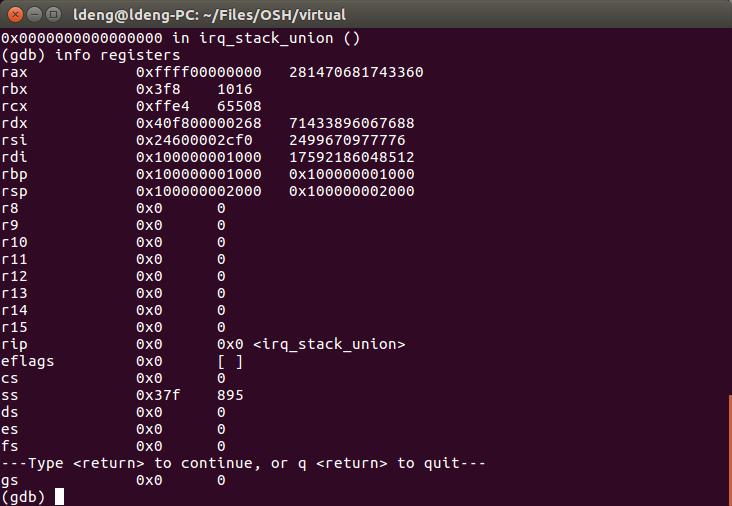 ldeng@ldeng-PC: ~/Files/OSH/virtual
0x0000000000000000 in irq_stack_union ()
(gdb) info registers
rax            0xffff00000000   281470681743360
rbx            0x3f8    1016
rcx            0xffe4   65508
rdx            0x40f800000268   71433896067688
rsi            0x24600002cf0    2499670977776
rdi            0x100000001000   17592186048512
rbp            0x100000001000   0x100000001000
rsp            0x100000002000   0x100000002000
r8             0x0      0
r9             0x0      0
r10            0x0      0
r11            0x0      0
r12            0x0      0
r13            0x0      0
r14            0x0      0
r15            0x0      0
rip            0x0      0x0 <irq_stack_union>
eflags         0x0      [ ]
cs             0x0      0
ss             0x37f    895
ds             0x0      0
es             0x0      0
fs             0x0      0
---Type <return> to continue, or q <return> to quit---
gs             0x0      0
(gdb)